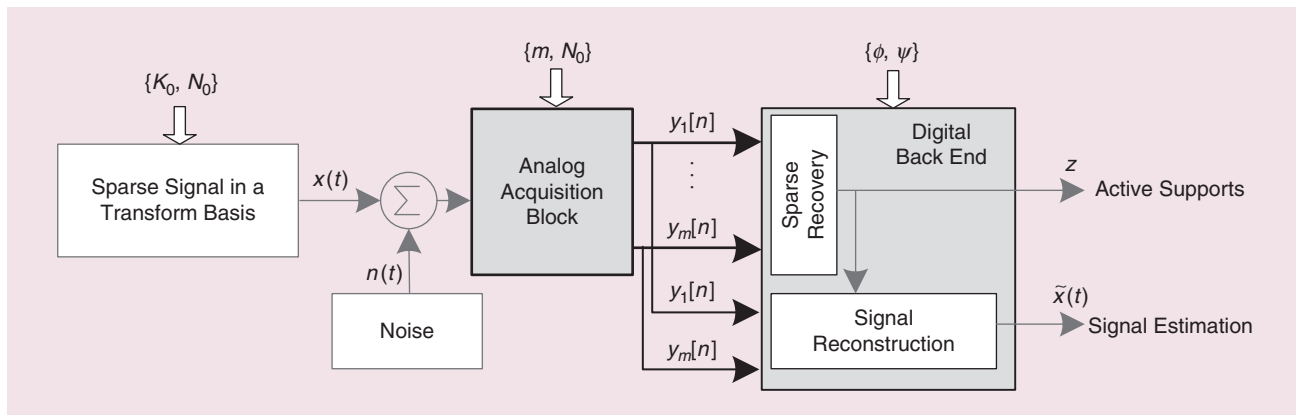 {K₀, N₀}
{m, N₀}
{ϕ, ψ}
Sparse Signal in a
Transform Basis
x(t)
Σ
n(t)
Noise
Analog
Acquisition
Block
y₁[n]
⋮
yₘ[n]
y₁[n]
yₘ[n]
Sparse
Recovery
Digital
Back End
Signal
Reconstruction
z
Active Supports
x̃(t)
Signal Estimation